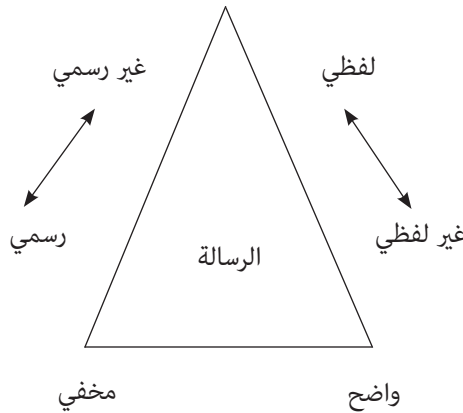 لفظي
غير رسمي
غير لفظي
رسمي
الرسالة
واضح
مخفي